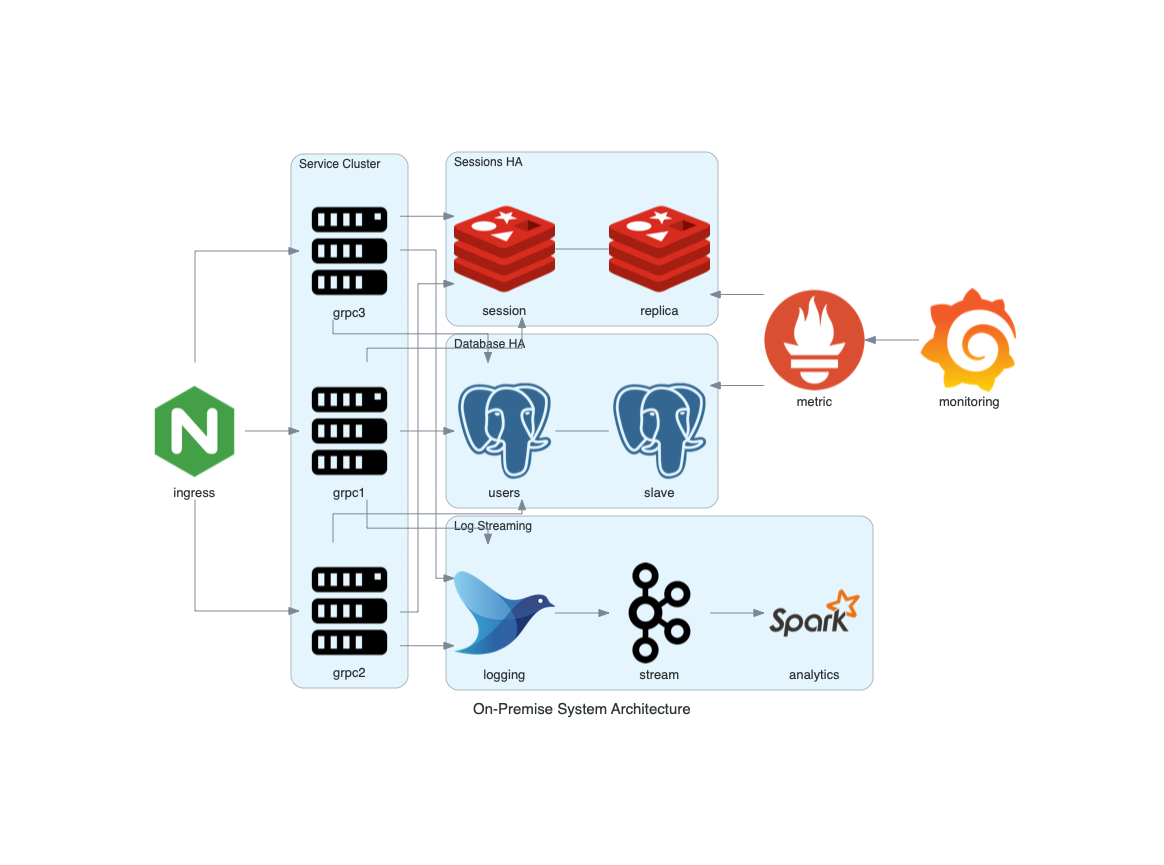 Service Cluster
Sessions HA
grpc3
session
replica
Database HA
metric
monitoring
N
ingress
grpc1
users
slave
Log Streaming
Spark
grpc2
logging
stream
analytics
On-Premise System Architecture